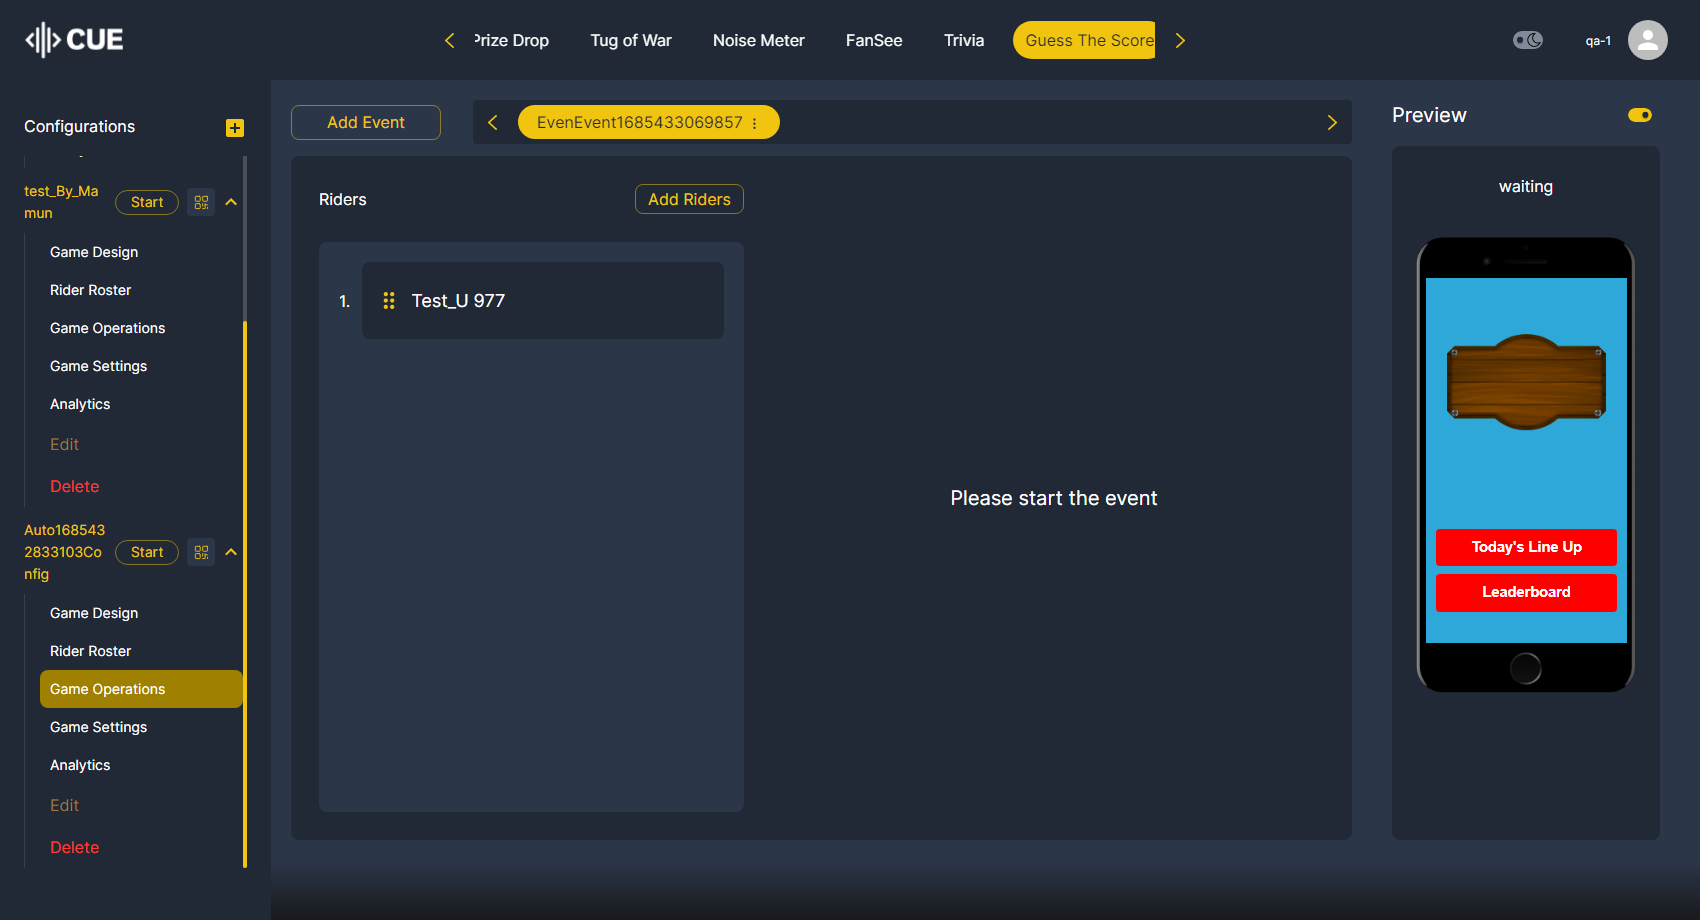 CUE
Prize Drop
Tug of War
Noise Meter
FanSee
Trivia
Guess The Score
qa-1
Configurations
test_By_Ma
mun
Start
Game Design
Rider Roster
Game Operations
Game Settings
Analytics
Edit
Delete
Auto168543
2833103Co
nfig
Start
Game Design
Rider Roster
Game Operations
Game Settings
Analytics
Edit
Delete
Add Event
EvenEvent1685433069857
Riders
Add Riders
1.
Test_U 977
Please start the event
Preview
waiting
Today's Line Up
Leaderboard